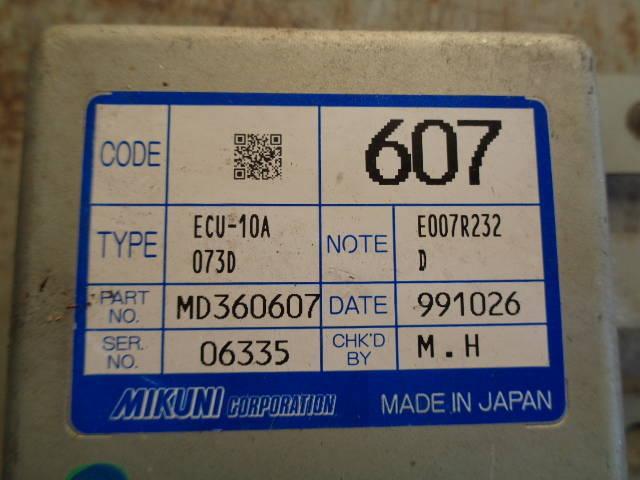 CODE 607
TYPE ECU-10A NOTE E007R232
073D D
PART NO. MD360607 DATE 991026
SER. NO. 06335 CHK'D BY M.H
MIKUNI CORPORATION MADE IN JAPAN